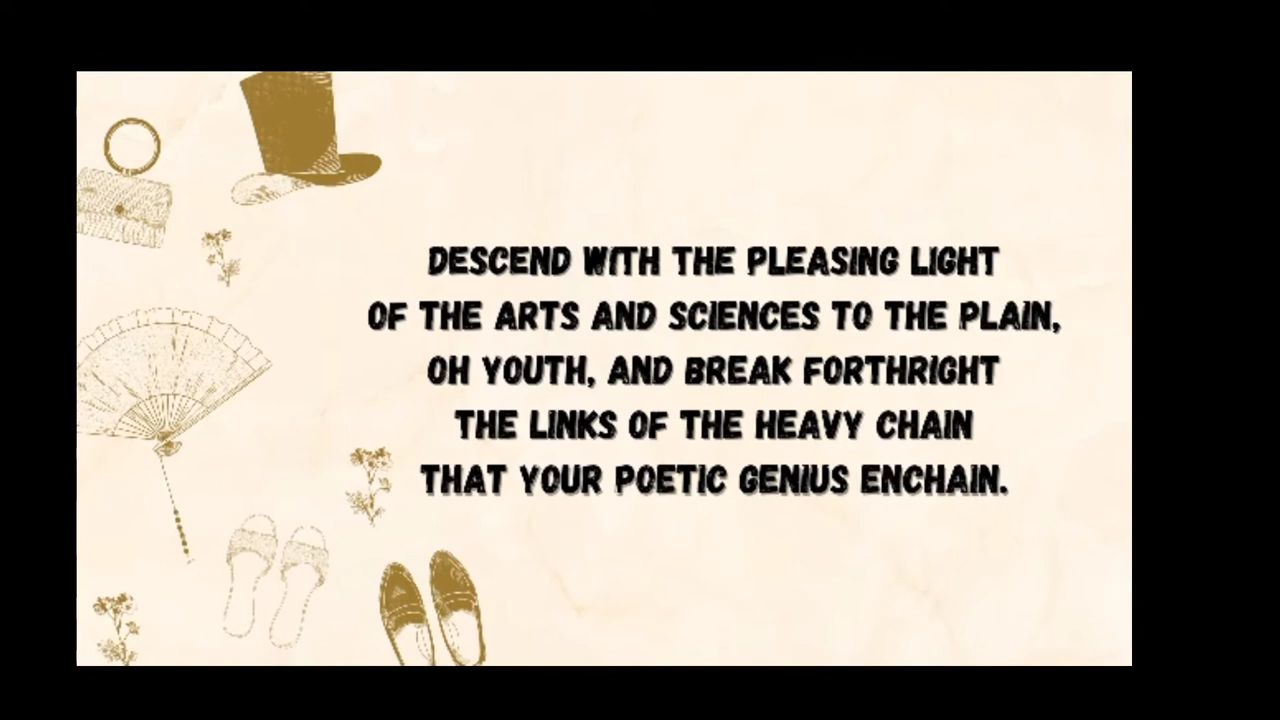 DESCEND WITH THE PLEASING LIGHT
OF THE ARTS AND SCIENCES TO THE PLAIN,
OH YOUTH, AND BREAK FORTHRIGHT
THE LINKS OF THE HEAVY CHAIN
THAT YOUR POETIC GENIUS ENCHAIN.